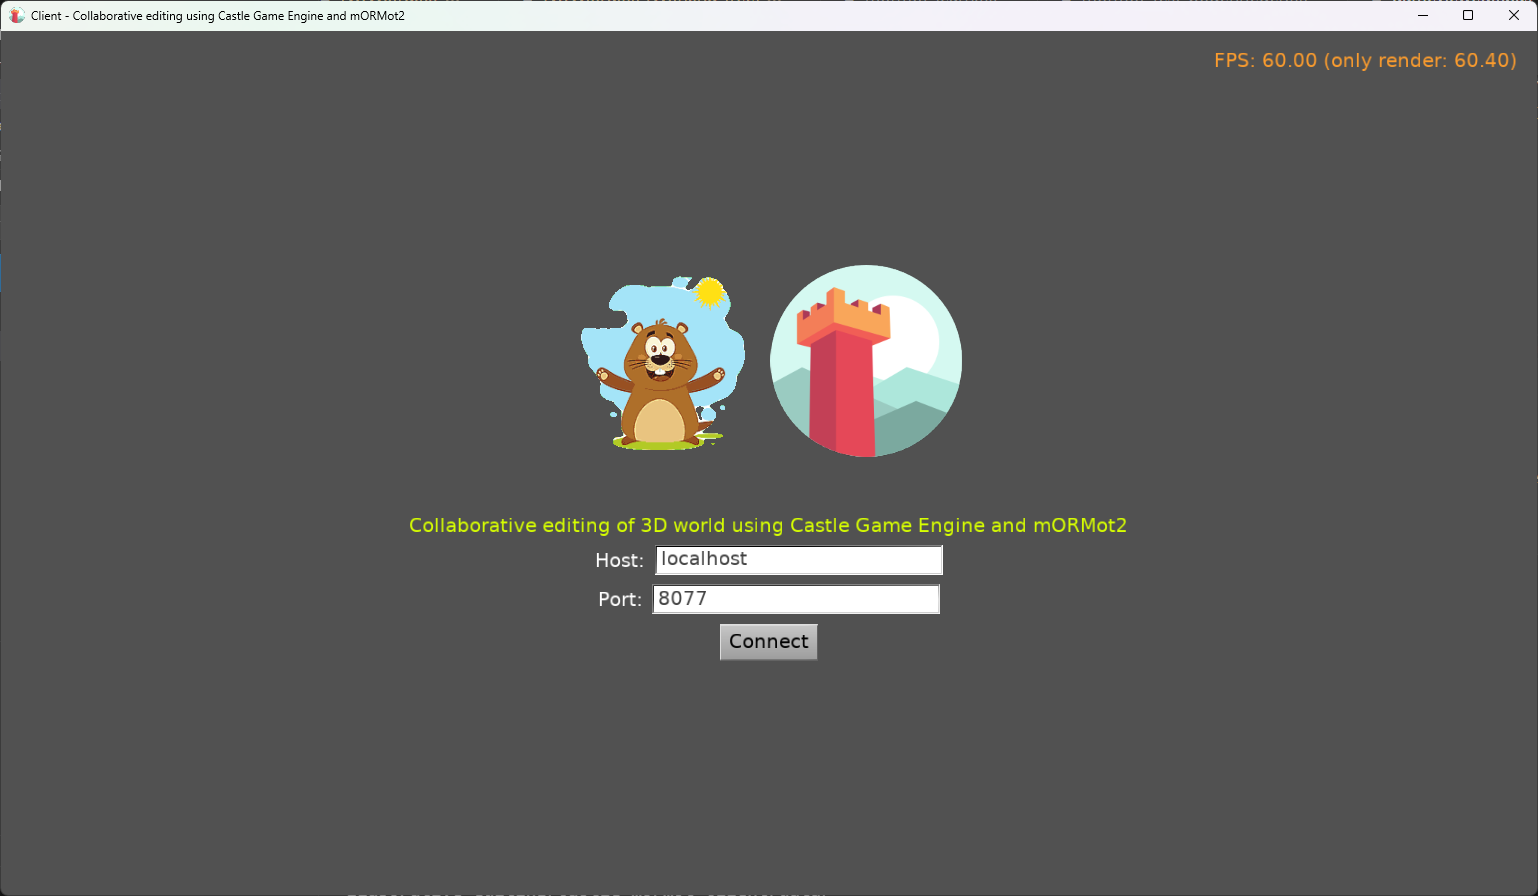 Client - Collaborative editing using Castle Game Engine and mORMot2
FPS: 60.00 (only render: 60.40)
Collaborative editing of 3D world using Castle Game Engine and mORMot2
Host: localhost
Port: 8077
Connect